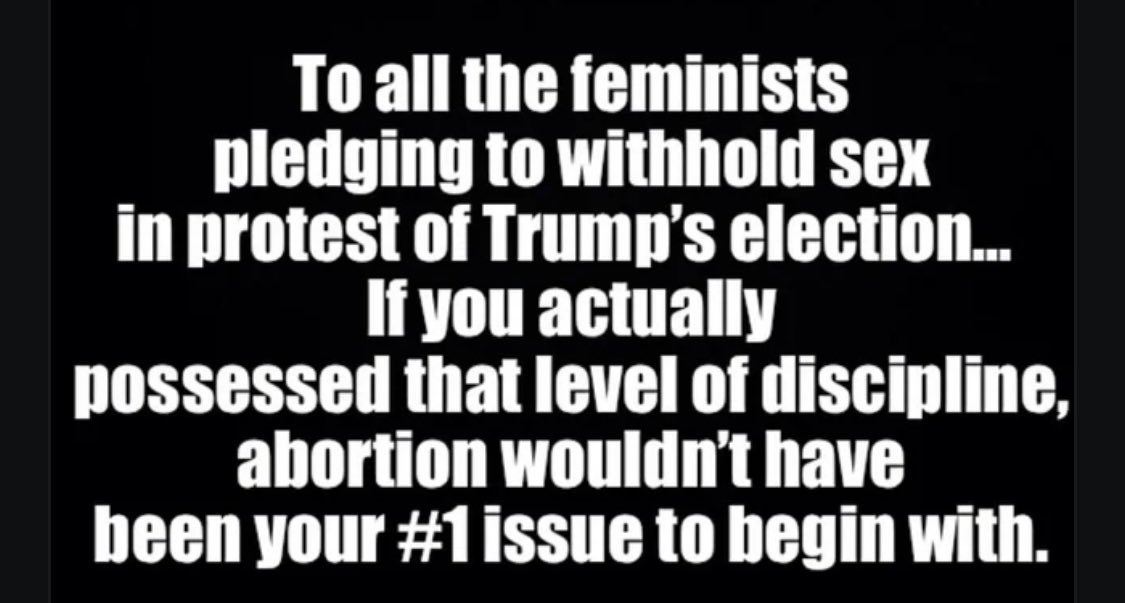 To all the feminists
pledging to withhold sex
in protest of Trump's election...
If you actually
possessed that level of discipline,
abortion wouldn't have
been your #1 issue to begin with.